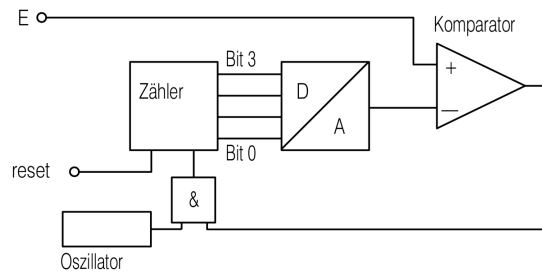 E
Komparator
Bit 3
+
Zähler
D
—
A
Bit 0
reset
&
Oszillator